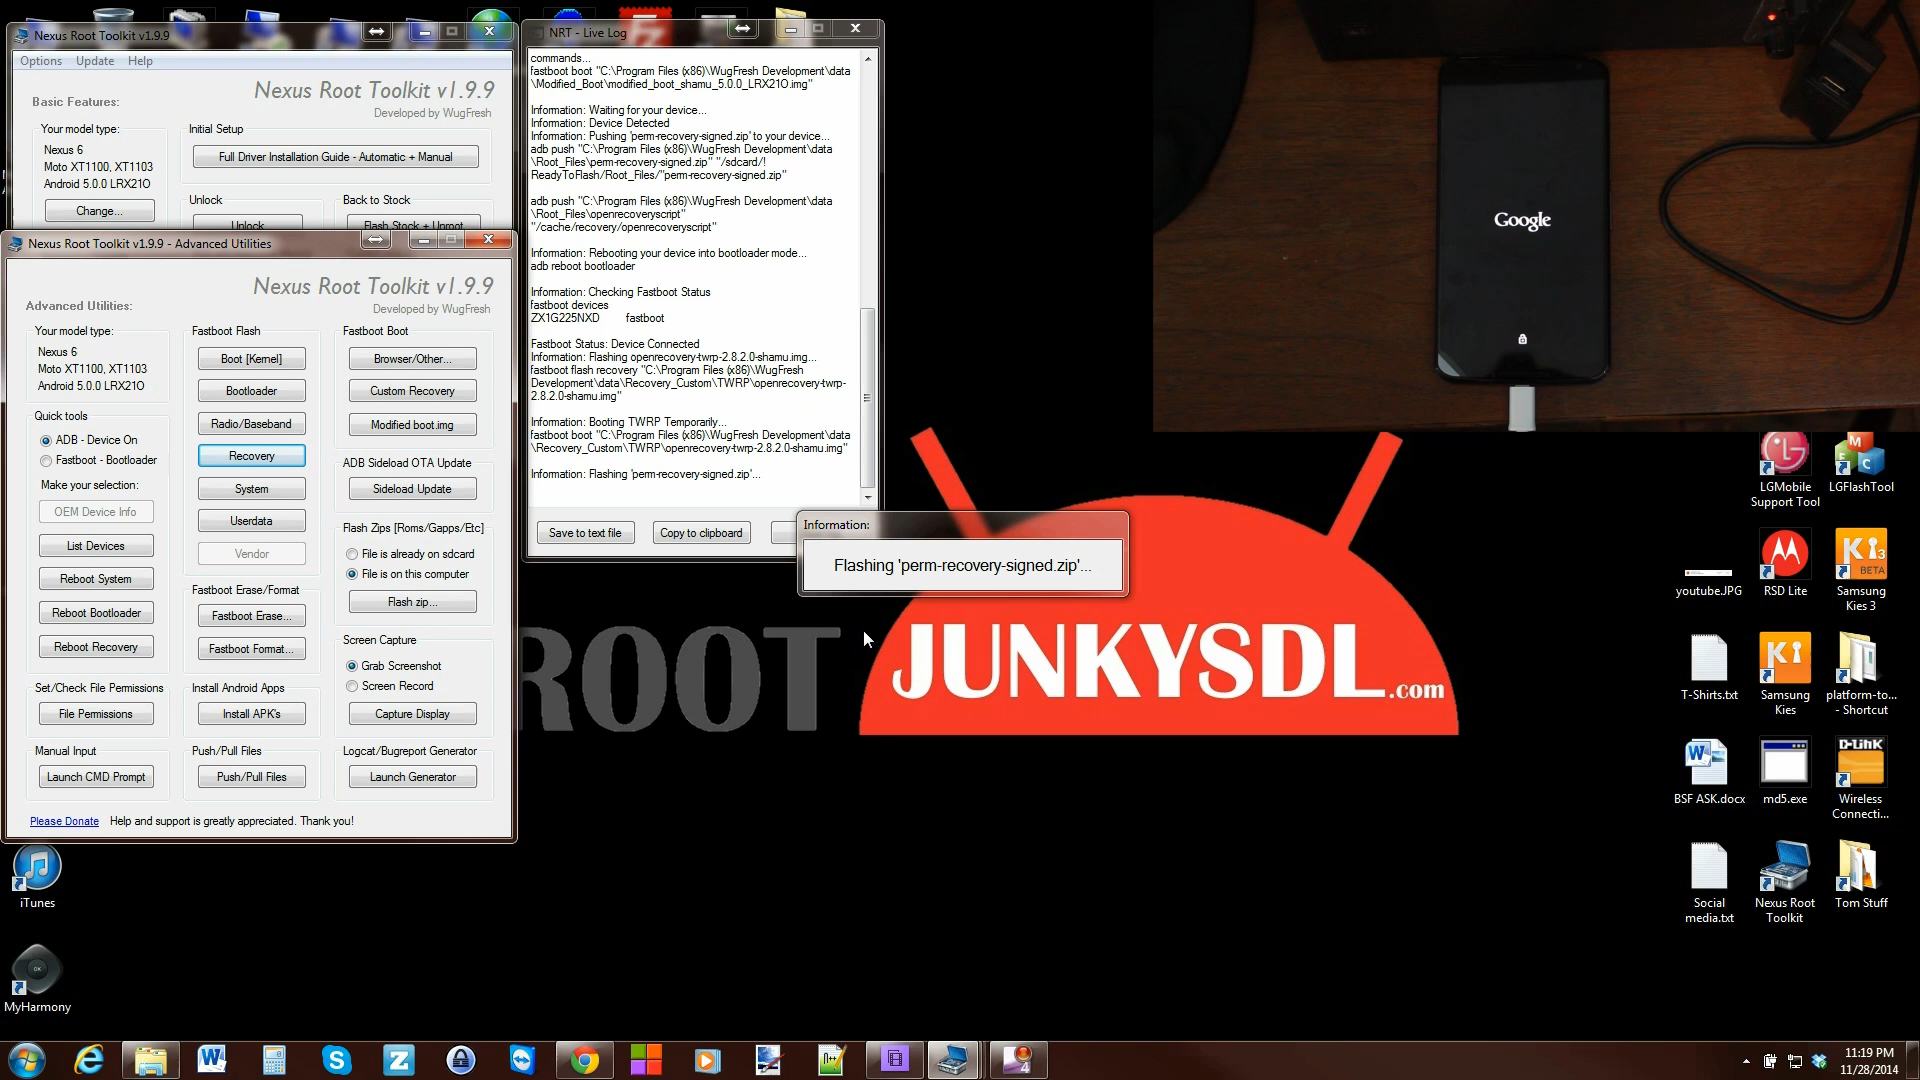 Nexus Root Toolkit v1.9.9
Options Update Help
Nexus Root Toolkit v1.9.9
Developed by WugFresh
Basic Features:
Your model type:
Nexus 6
Moto XT1100, XT1103
Android 5.0.0 LRX21O
Change...
Initial Setup
Full Driver Installation Guide - Automatic + Manual
Unlock
Unlock
Back to Stock
Flash Stock + Unroot
Nexus Root Toolkit v1.9.9 - Advanced Utilities
Nexus Root Toolkit v1.9.9
Developed by WugFresh
Advanced Utilities:
Your model type:
Nexus 6
Moto XT1100, XT1103
Android 5.0.0 LRX21O
Quick tools
ADB - Device On
Fastboot - Bootloader
Make your selection:
OEM Device Info
List Devices
Reboot System
Reboot Bootloader
Reboot Recovery
Set/Check File Permissions
File Permissions
Manual Input
Launch CMD Prompt
Fastboot Flash
Boot [Kernel]
Bootloader
Radio/Baseband
Recovery
System
Userdata
Vendor
Fastboot Erase/Format
Fastboot Erase...
Fastboot Format...
Install Android Apps
Install APK's
Push/Pull Files
Push/Pull Files
Fastboot Boot
Browser/Other...
Custom Recovery
Modified boot.img
ADB Sideload OTA Update
Sideload Update
Flash Zips [Roms/Gapps/Etc]
File is already on sdcard
File is on this computer
Flash zip...
Screen Capture
Grab Screenshot
Screen Record
Capture Display
Logcat/Bugreport Generator
Launch Generator
Please Donate Help and support is greatly appreciated. Thank you!
NRT - Live Log
commands...
fastboot boot "C:\Program Files (x86)\WugFresh Development\data
\Modified_Boot\modified_boot_shamu_5.0.0_LRX21O.img"
Information: Waiting for your device...
Information: Device Detected
Information: Pushing 'perm-recovery-signed.zip' to your device...
adb push "C:\Program Files (x86)\WugFresh Development\data
\Root_Files\perm-recovery-signed.zip" "/sdcard/!
ReadyToFlash/Root_Files/"perm-recovery-signed.zip"
adb push "C:\Program Files (x86)\WugFresh Development\data
\Root_Files\openrecoveryscript"
"/cache/recovery/openrecoveryscript"
Information: Rebooting your device into bootloader mode...
adb reboot bootloader
Information: Checking Fastboot Status
fastboot devices
ZX1G225NXD fastboot
Fastboot Status: Device Connected
Information: Flashing openrecovery-twrp-2.8.2.0-shamu.img...
fastboot flash recovery "C:\Program Files (x86)\WugFresh
Development\data\Recovery_Custom\TWRP\openrecovery-twrp-
2.8.2.0-shamu.img"
Information: Booting TWRP Temporarily...
fastboot boot "C:\Program Files (x86)\WugFresh Development\data
\Recovery_Custom\TWRP\openrecovery-twrp-2.8.2.0-shamu.img"
Information: Flashing 'perm-recovery-signed.zip'...
Save to text file
Copy to clipboard
Information:
Flashing 'perm-recovery-signed.zip'...
Google
ROOT
JUNKYSDL.com
LGMobile
Support Tool
LGFlashTool
youtube.JPG
RSD Lite
Samsung
Kies 3
T-Shirts.txt
Samsung
Kies
platform-to...
- Shortcut
BSF ASK.docx
md5.exe
Wireless
Connecti...
Social
media.txt
Nexus Root
Toolkit
Tom Stuff
Ki3
BETA
Ki
D-Link
iTunes
MyHarmony
11:19 PM
11/28/2014